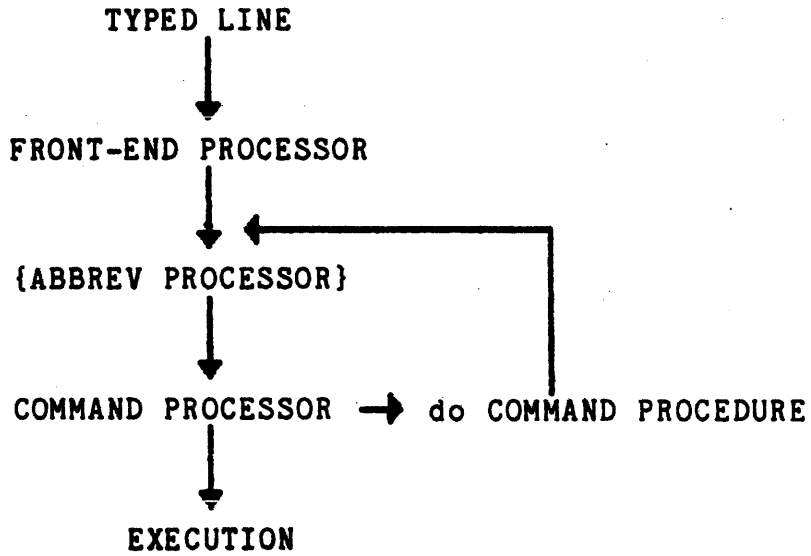 TYPED LINE
FRONT-END PROCESSOR
{ABBREV PROCESSOR}
COMMAND PROCESSOR
do COMMAND PROCEDURE
EXECUTION